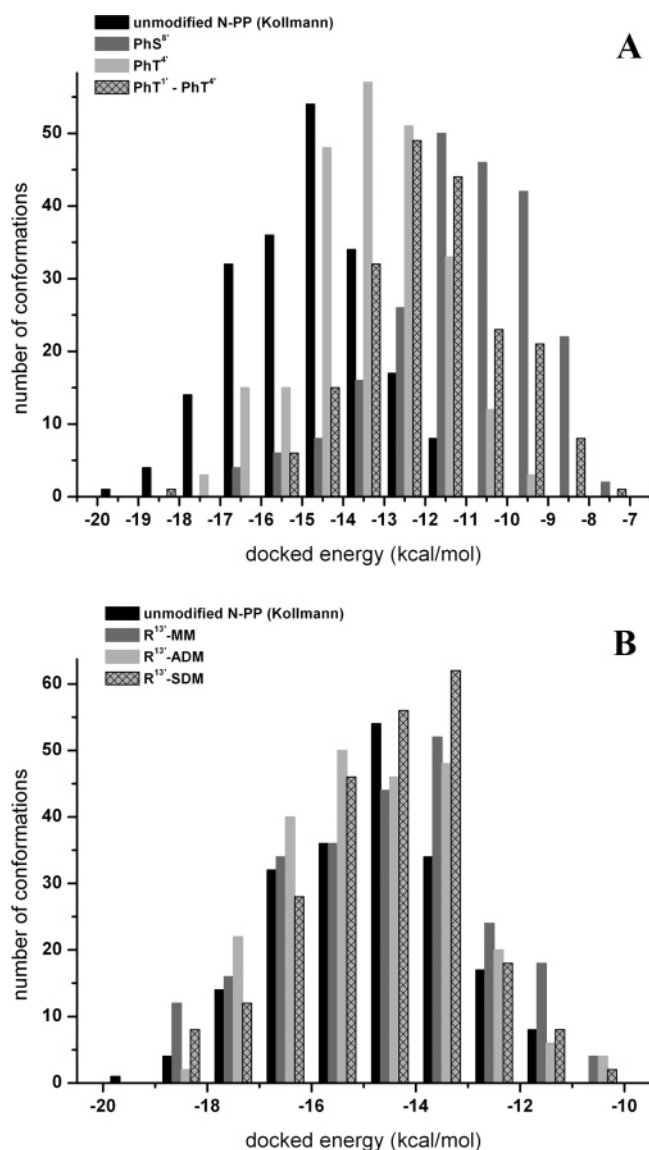 unmodified N-PP (Kollmann)
PhS8'
PhT4'
PhT1' - PhT4'
A
50
40
30
20
10
0
number of conformations
-20 -19 -18 -17 -16 -15 -14 -13 -12 -11 -10 -9 -8 -7
docked energy (kcal/mol)
unmodified N-PP (Kollmann)
R13'-MM
R13'-ADM
R13'-SDM
B
60
50
40
30
20
10
0
number of conformations
-20 -18 -16 -14 -12 -10
docked energy (kcal/mol)